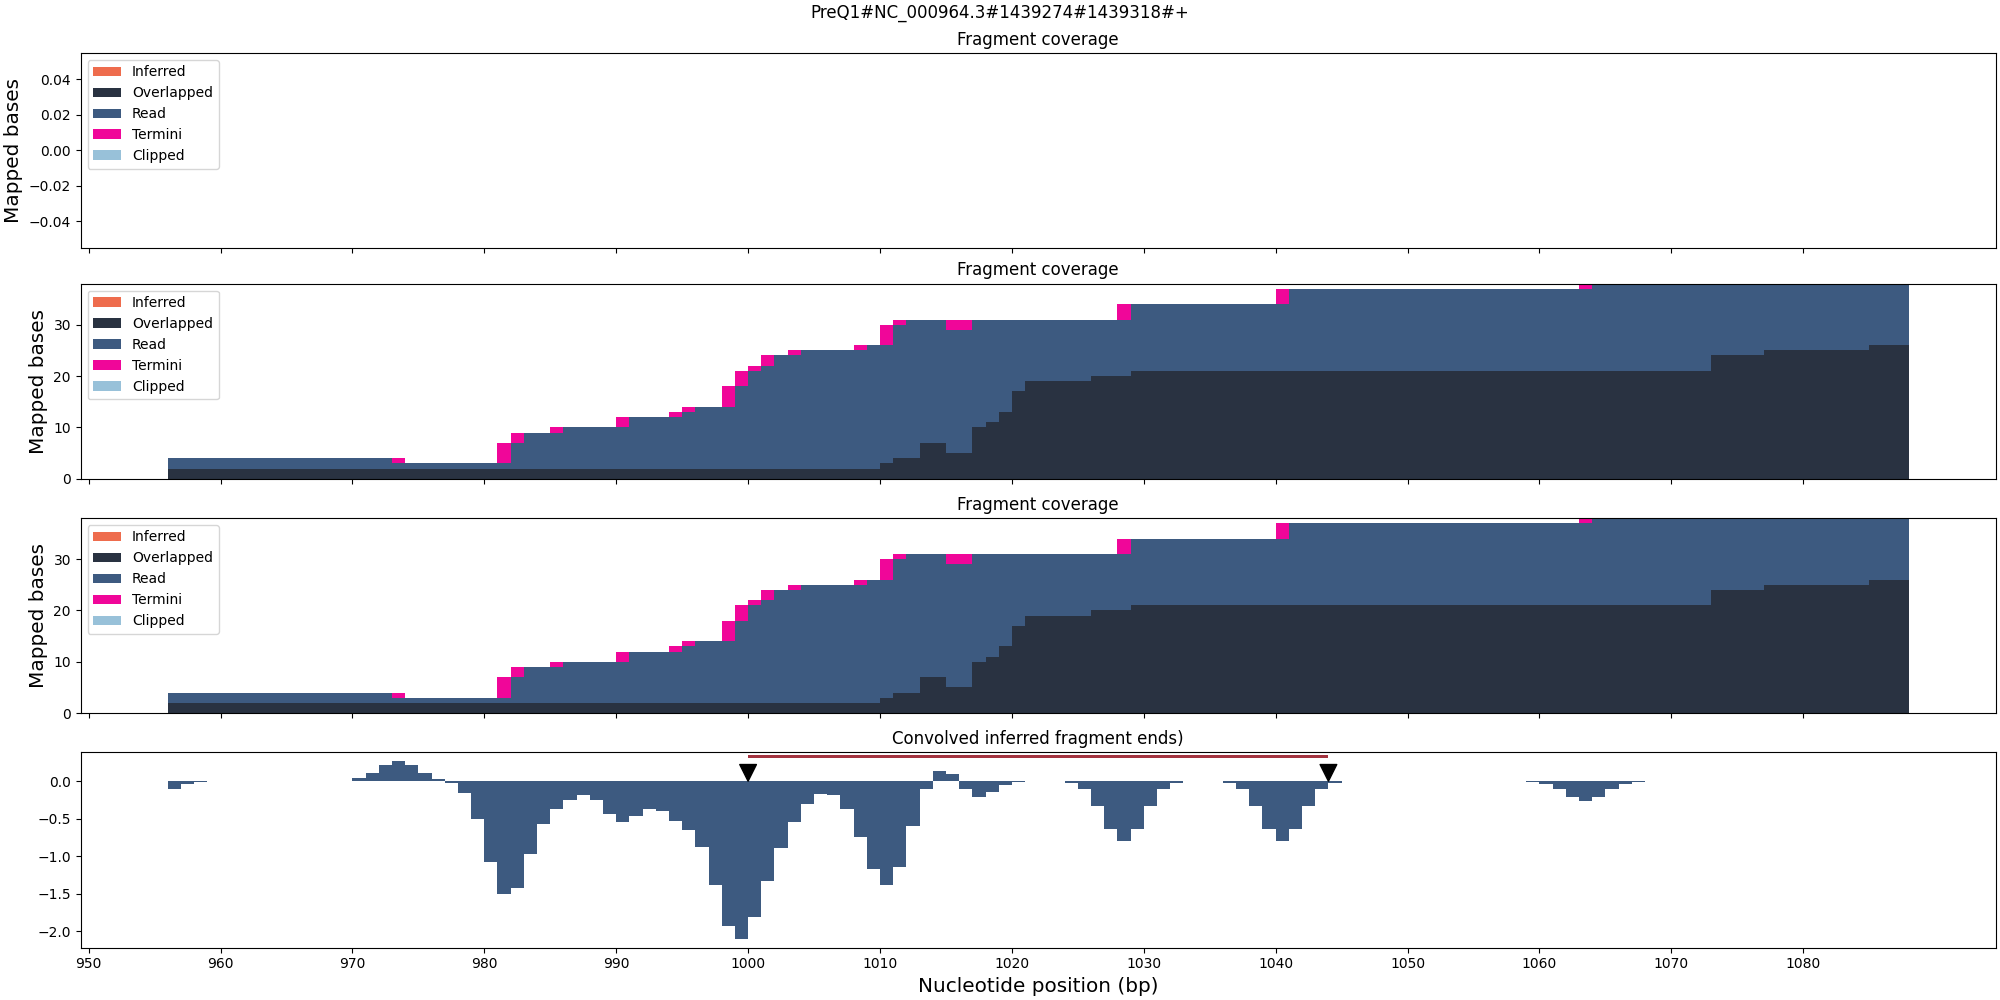 PreQ1#NC_000964.3#1439274#1439318#+
Fragment coverage
Mapped bases
0.04
0.02
0.00
−0.02
−0.04
Inferred
Overlapped
Read
Termini
Clipped
Fragment coverage
Mapped bases
30
20
10
0
Inferred
Overlapped
Read
Termini
Clipped
Fragment coverage
Mapped bases
30
20
10
0
Inferred
Overlapped
Read
Termini
Clipped
Convolved inferred fragment ends)
0.0
−0.5
−1.0
−1.5
−2.0
950 960 970 980 990 1000 1010 1020 1030 1040 1050 1060 1070 1080
Nucleotide position (bp)